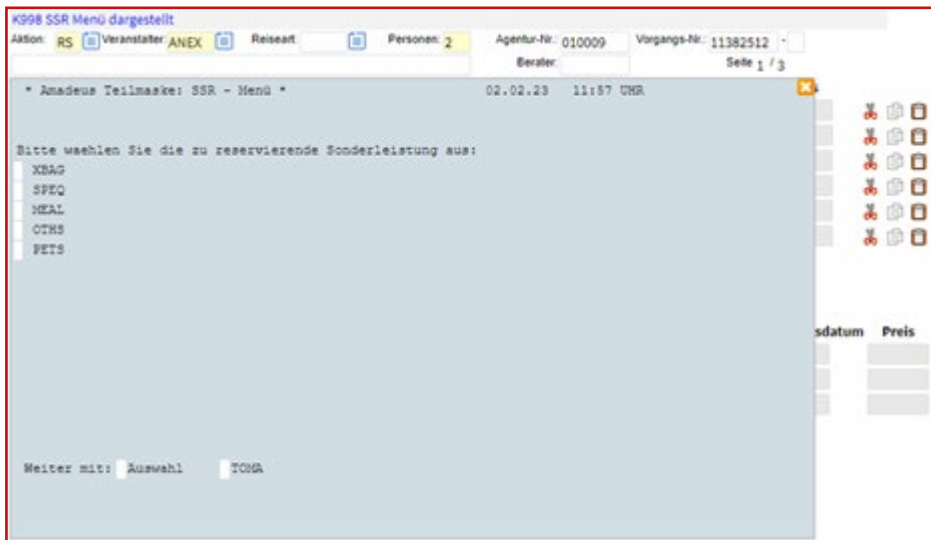 K998 SSR Menü dargestellt
Aktion: RS Veranstalter: ANEX Reiseart: Personen: 2 Agentur-Nr.: 010009 Vorgangs-Nr.: 11382512 -
Berater: Seite 1 / 3
* Amadeus Teilmaske: SSR - Menü * 02.02.23 11:57 UHR
Bitte waehlen Sie die zu reservierende Sonderleistung aus:
XBAG
SPEQ
MEAL
OTHS
PETS
sdatum Preis
Weiter mit: Auswahl TOMA